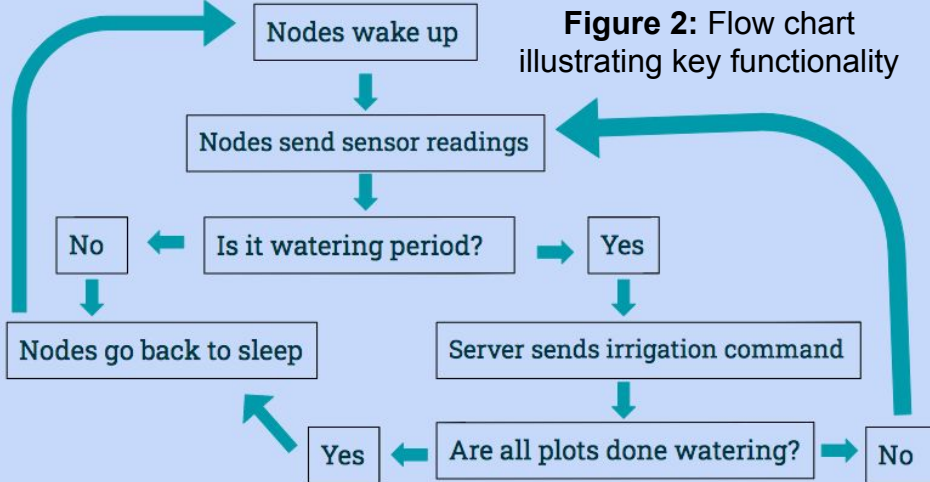 Figure 2: Flow chart
illustrating key functionality
Nodes wake up
Nodes send sensor readings
Is it watering period?
No
Yes
Nodes go back to sleep
Server sends irrigation command
Are all plots done watering?
Yes
No